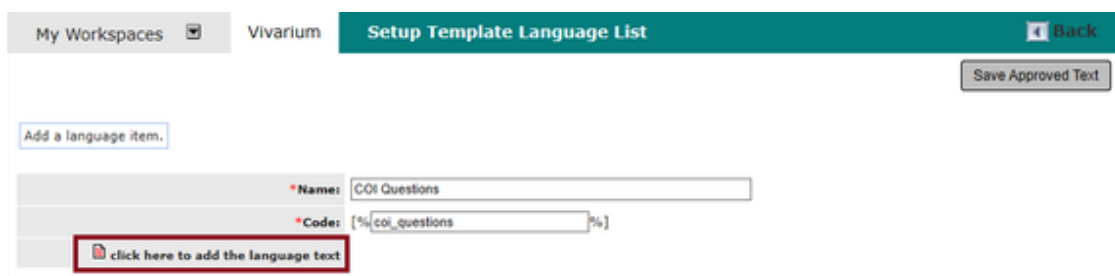 My Workspaces Vivarium Setup Template Language List Back
Save Approved Text
Add a language item.
*Name: COI Questions
*Code: [% coi_questions %]
click here to add the language text